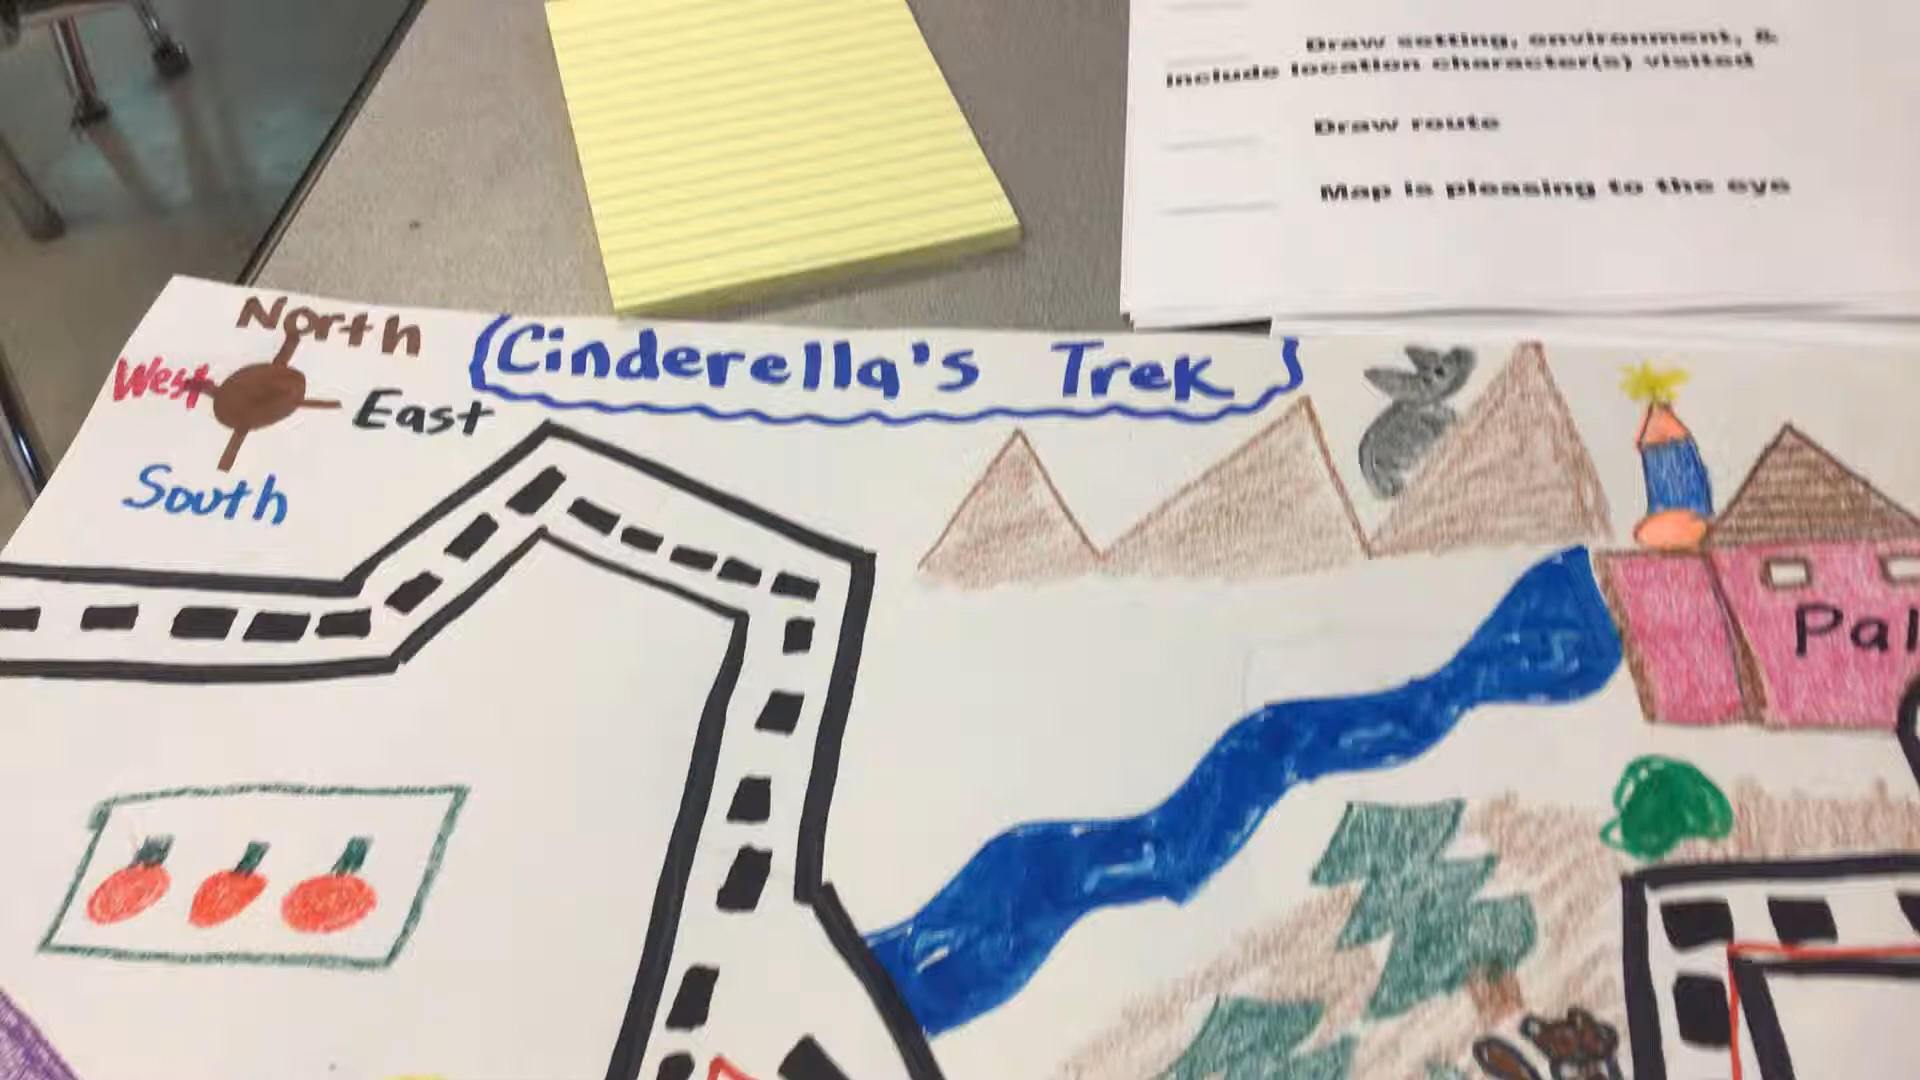 Draw setting, environment, &
include location character(s) visited
Draw route
Map is pleasing to the eye
North
Cinderella's Trek
West
East
South